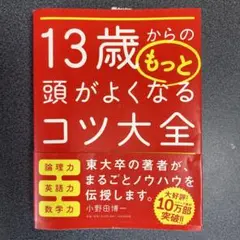 13歳からの
もっと
頭がよくなる
コツ大全
論理力
英語力
数学力
東大卒の著者が、
まるごとノウハウを
伝授します。
小野田博一
大好評!
10万部
突破!!